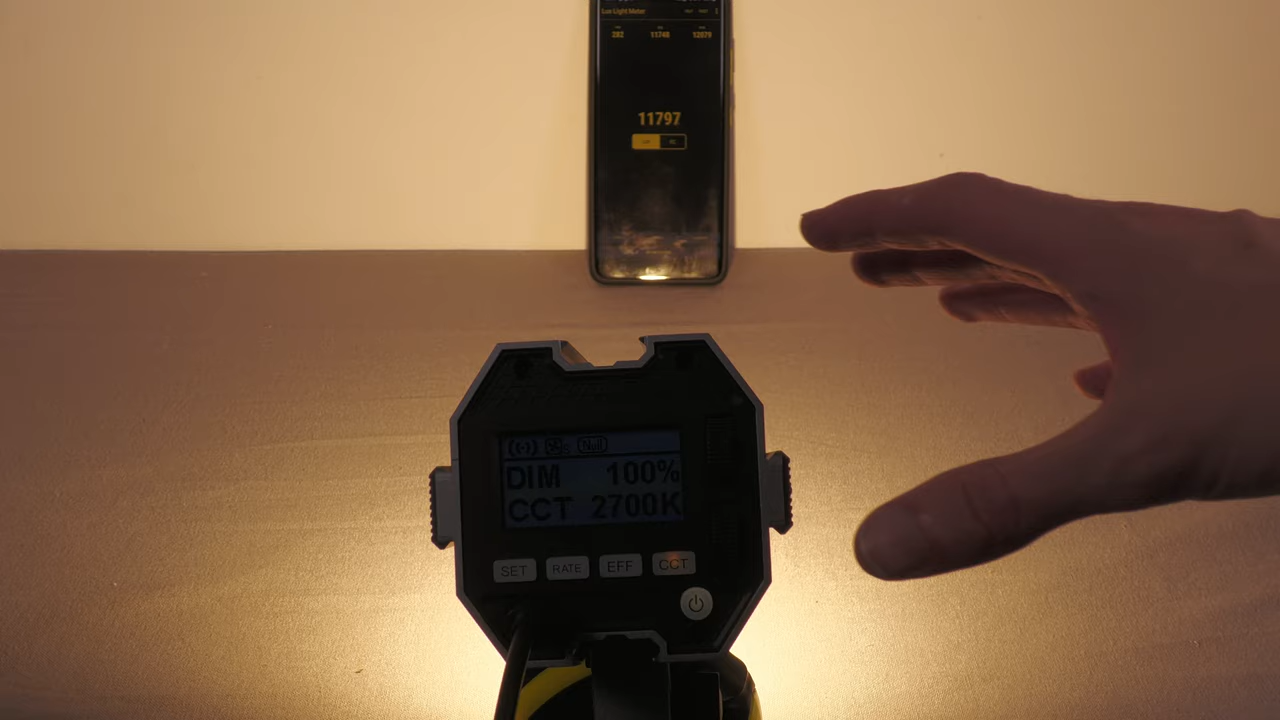 Lux Light Meter
282 11748 12079
11797
DIM 100%
CCT 2700K
SET RATE EFF CCT